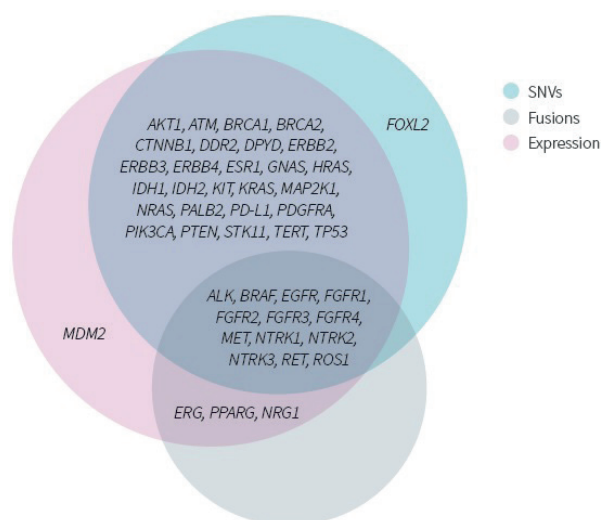 AKT1, ATM, BRCA1, BRCA2,
CTNNB1, DDR2, DPYD, ERBB2,
ERBB3, ERBB4, ESR1, GNAS, HRAS,
IDH1, IDH2, KIT, KRAS, MAP2K1,
NRAS, PALB2, PD-L1, PDGFRA,
PIK3CA, PTEN, STK11, TERT, TP53
FOXL2
SNVs
Fusions
Expression
ALK, BRAF, EGFR, FGFR1,
FGFR2, FGFR3, FGFR4,
MET, NTRK1, NTRK2,
NTRK3, RET, ROS1
MDM2
ERG, PPARG, NRG1